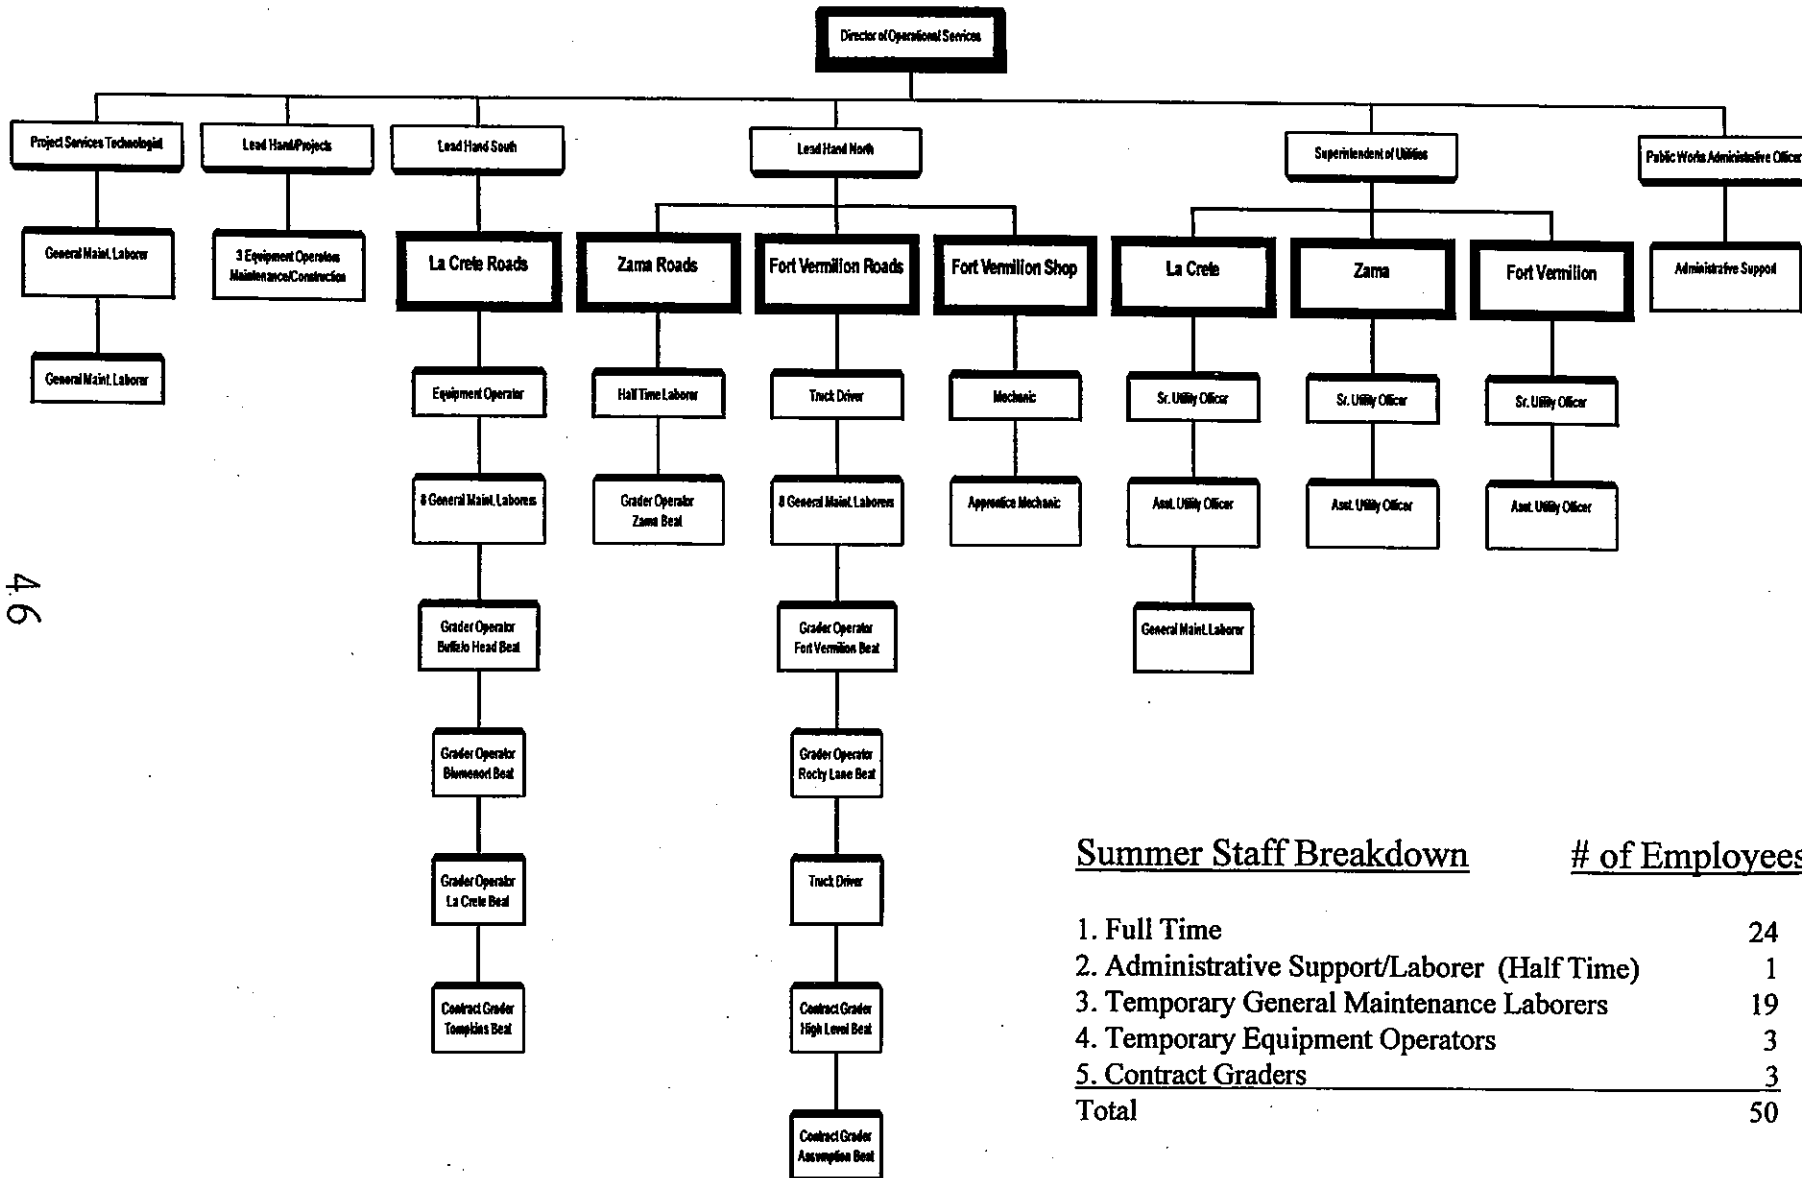 Director of Operational Services
Project Services Technologist
Lead Hand/Projects
Lead Hand South
Lead Hand North
Superintendent of Utilities
Public Works Administrative Officer
General Maint. Laborer
3 Equipment Operators
Maintenance/Construction
La Crete Roads
Zama Roads
Fort Vermilion Roads
Fort Vermilion Shop
La Crete
Zama
Fort Vermilion
Administrative Support
General Maint. Laborer
Equipment Operator
Half Time Laborer
Truck Driver
Mechanic
Sr. Utility Officer
Sr. Utility Officer
Sr. Utility Officer
8 General Maint. Laborers
Grader Operator
Zama Beat
8 General Maint. Laborers
Apprentice Mechanic
Asst. Utility Officer
Asst. Utility Officer
Asst. Utility Officer
Grader Operator
Buffalo Head Beat
Grader Operator
Fort Vermilion Beat
General Maint. Laborer
Grader Operator
Blumenort Beat
Grader Operator
Rocky Lane Beat
Grader Operator
La Crete Beat
Truck Driver
Contract Grader
Tompkins Beat
Contract Grader
High Level Beat
Contract Grader
Assumption Beat
Summer Staff Breakdown # of Employees
1. Full Time 24
2. Administrative Support/Laborer (Half Time) 1
3. Temporary General Maintenance Laborers 19
4. Temporary Equipment Operators 3
5. Contract Graders 3
Total 50
46